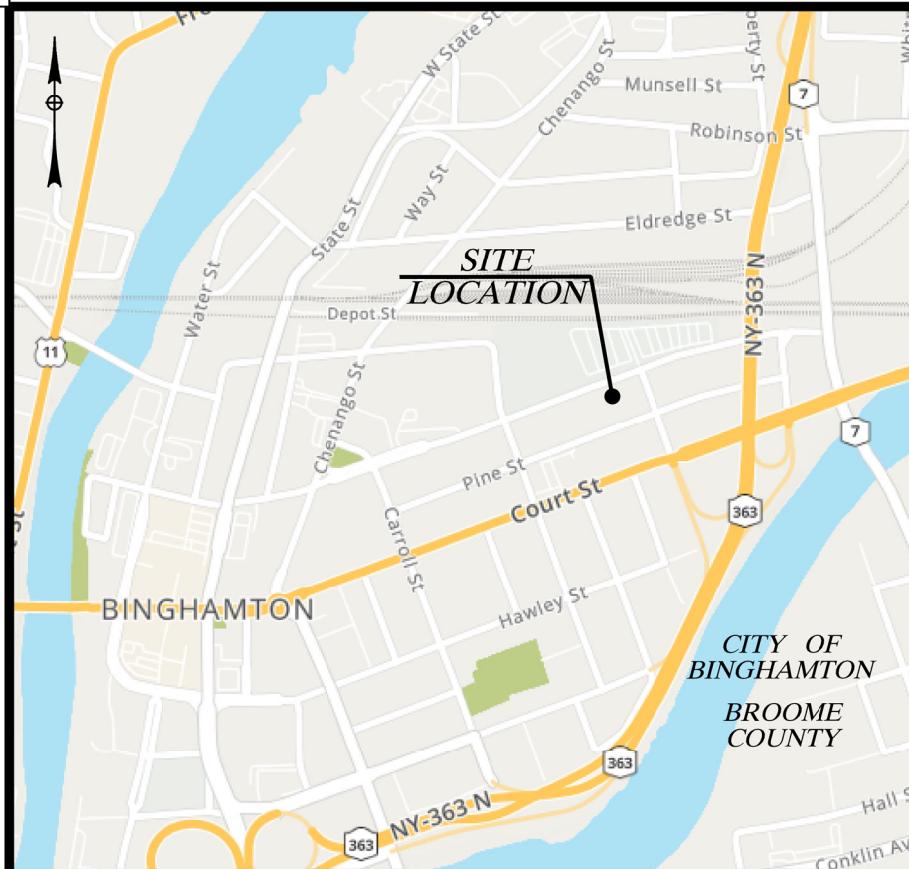 W State St
Chenango St
Munsell St
7
Robinson St
Way St
State St
Eldredge St
SITE
LOCATION
NY-363 N
Water St
Depot St
11
Chenango St
7
Pine St
Court St
363
Carroll St
BINGHAMTON
Hawley St
CITY OF
BINGHAMTON
BROOME
COUNTY
363
NY-363 N
363
Hall S
Conklin Av